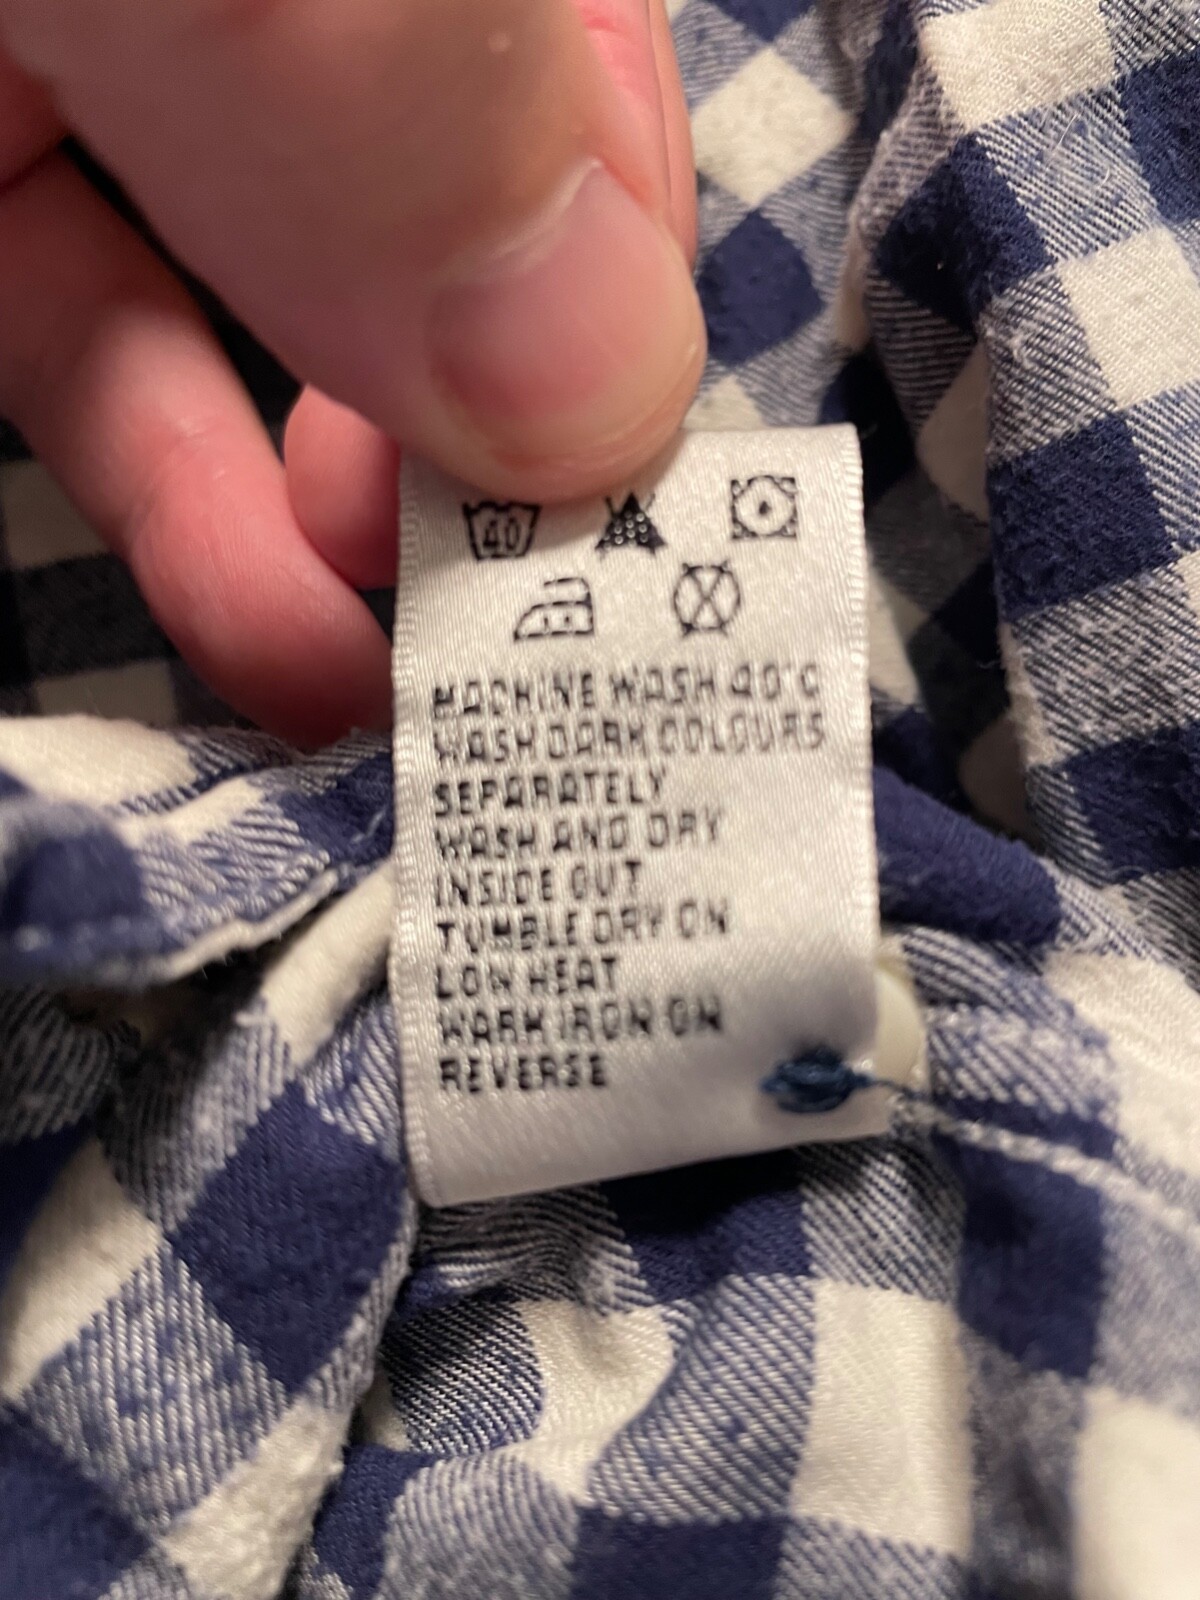 40
MACHINE WASH 40°C
WASH DARK COLOURS
SEPARATELY
WASH AND DRY
INSIDE OUT
TUMBLE DRY ON
LOW HEAT
WARM IRON ON
REVERSE